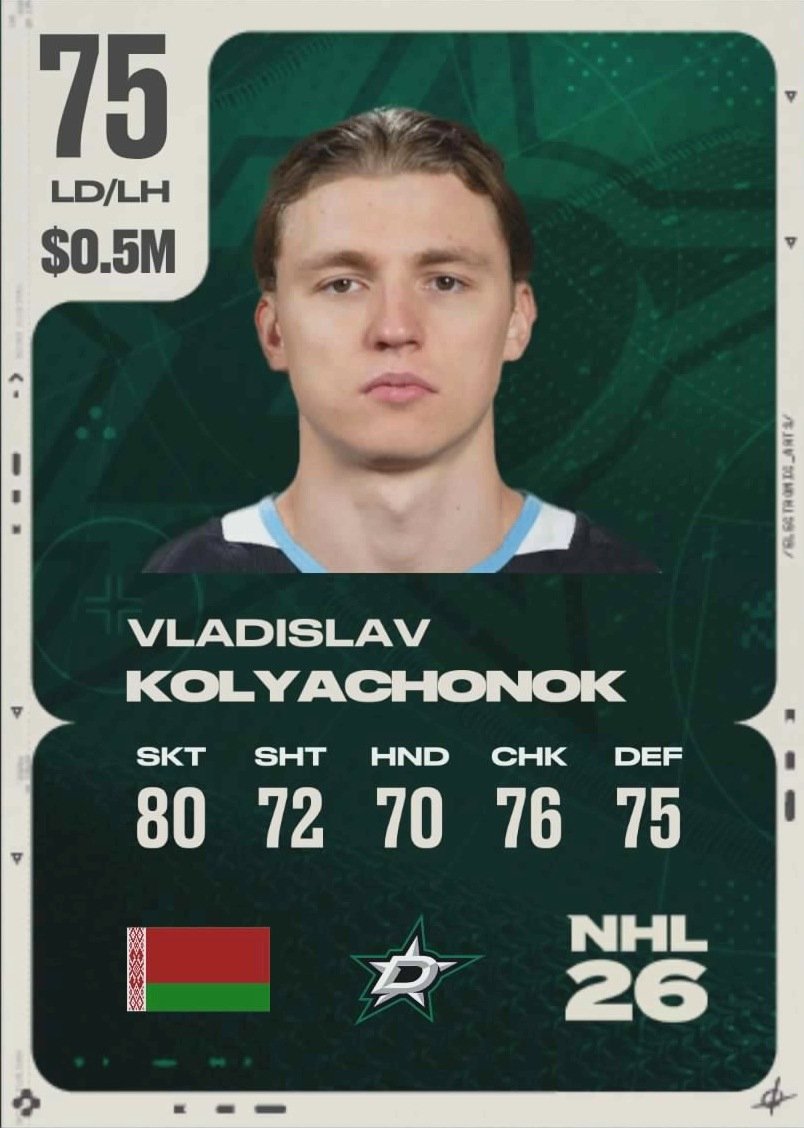 75
LD/LH
$0.5M
VLADISLAV
KOLYACHONOK
SKT SHT HND CHK DEF
80 72 70 76 75
D
NHL
26